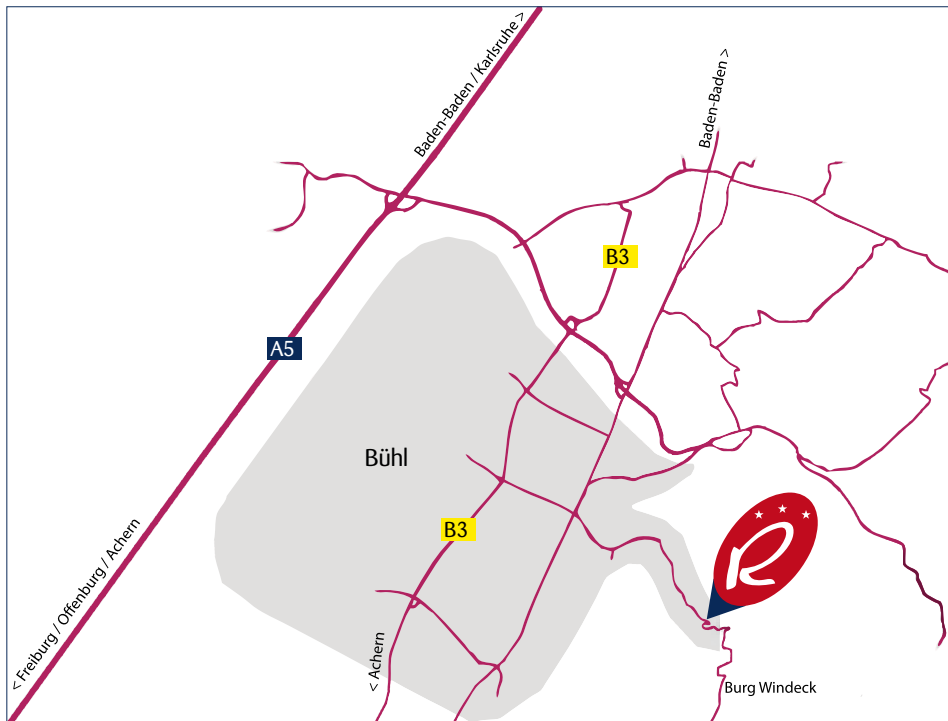 Baden-Baden / Karlsruhe >
Baden-Baden >
B3
A5
Bühl
B3
R
< Freiburg / Offenburg / Achern
< Achern
Burg Windeck